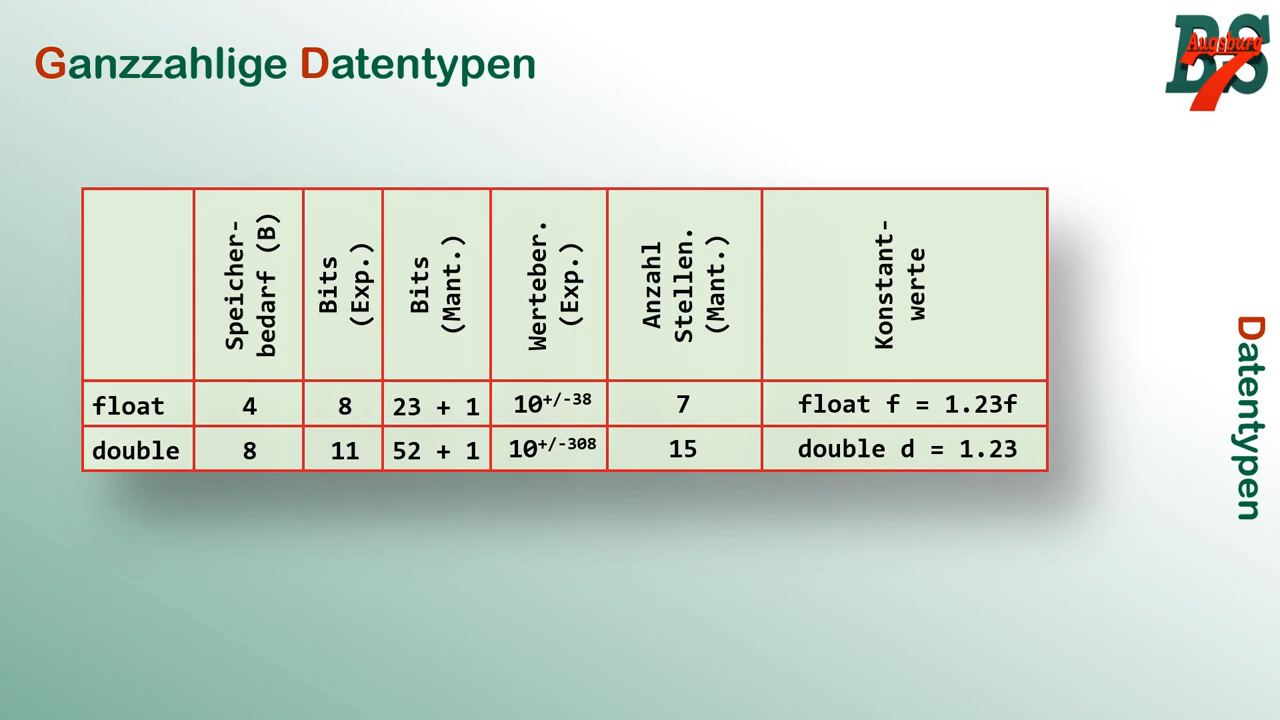 Ganzzahlige Datentypen
BS
Augsburg
7
Speicher-
bedarf (B)
Bits
(Exp.)
Bits
(Mant.)
Werteber.
(Exp.)
Anzahl
Stellen.
(Mant.)
Konstant-
werte
float 4 8 23 + 1 10+/-38 7 float f = 1.23f
double 8 11 52 + 1 10+/-308 15 double d = 1.23
Datentypen